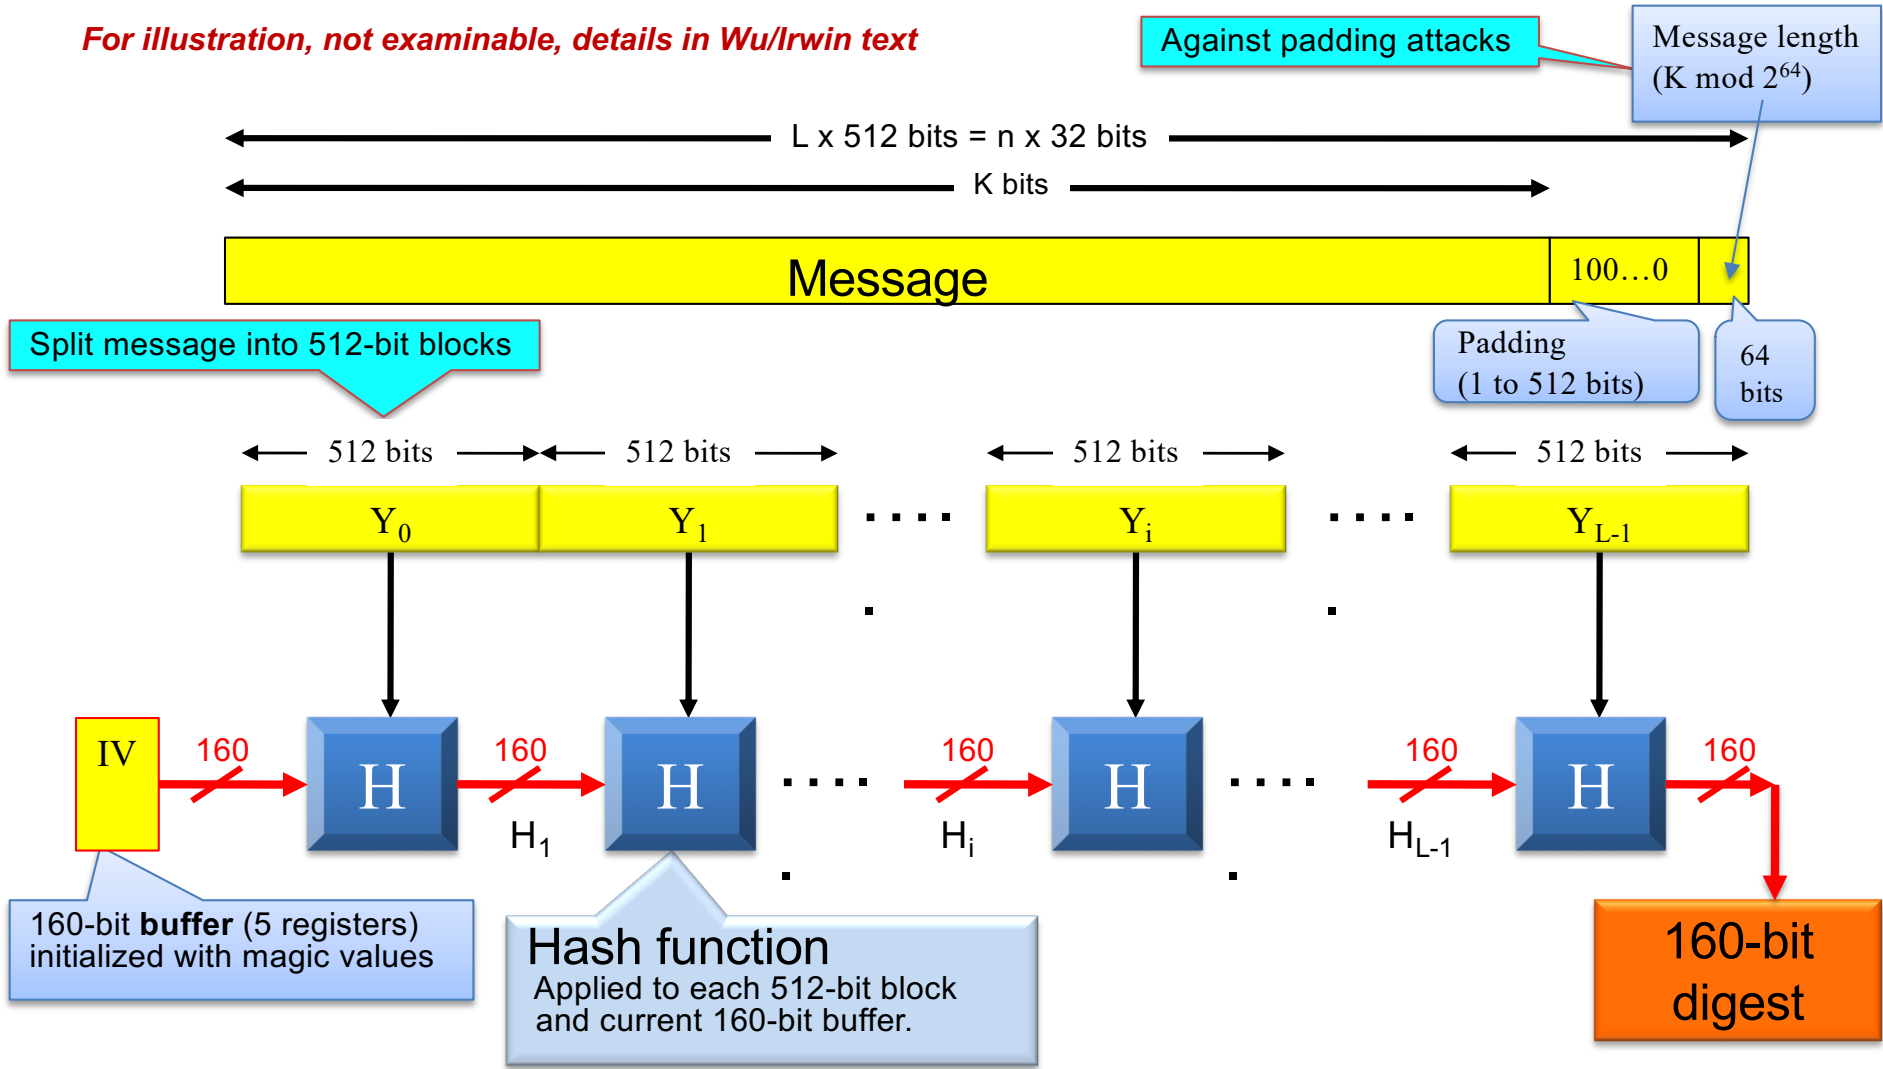 For illustration, not examinable, details in Wu/Irwin text
Against padding attacks
Message length
(K mod 2⁶⁴)
L x 512 bits = n x 32 bits
K bits
Message
100…0
Split message into 512-bit blocks
Padding
(1 to 512 bits)
64
bits
512 bits
512 bits
512 bits
512 bits
Y₀
Y₁
....
Yᵢ
....
Y_L-1
.
.
IV
160
H
160
H
....
160
H
....
160
H
160
H₁
Hᵢ
H_L-1
.
.
160-bit buffer (5 registers)
initialized with magic values
Hash function
Applied to each 512-bit block
and current 160-bit buffer.
160-bit
digest